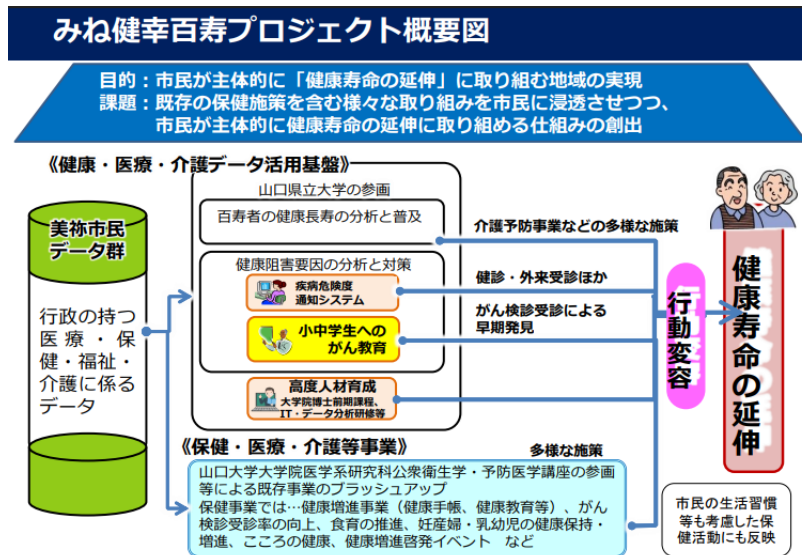 みね健幸百寿プロジェクト概要図
目的：市民が主体的に「健康寿命の延伸」に取り組む地域の実現
課題：既存の保健施策を含む様々な取り組みを市民に浸透させつつ、
市民が主体的に健康寿命の延伸に取り組める仕組みの創出
《健康・医療・介護データ活用基盤》
美祢市民
データ群
行政の持つ
医療・保
健・福祉・
介護に係る
データ
山口県立大学の参画
百寿者の健康長寿の分析と普及
健康阻害要因の分析と対策
疾病危険度
通知システム
小中学生への
がん教育
高度人材育成
大学院博士前期課程、
IT・データ分析研修等
介護予防事業などの多様な施策
健診・外来受診ほか
がん検診受診による
早期発見
行動変容
健康寿命の延伸
《保健・医療・介護等事業》
多様な施策
山口大学大学院医学系研究科公衆衛生学・予防医学講座の参画
等による既存事業のブラッシュアップ
保健事業では…健康増進事業（健康手帳、健康教育等）、がん
検診受診率の向上、食育の推進、妊産婦・乳幼児の健康保持・
増進、こころの健康、健康増進啓発イベント　など
市民の生活習慣
等も考慮した保
健活動にも反映